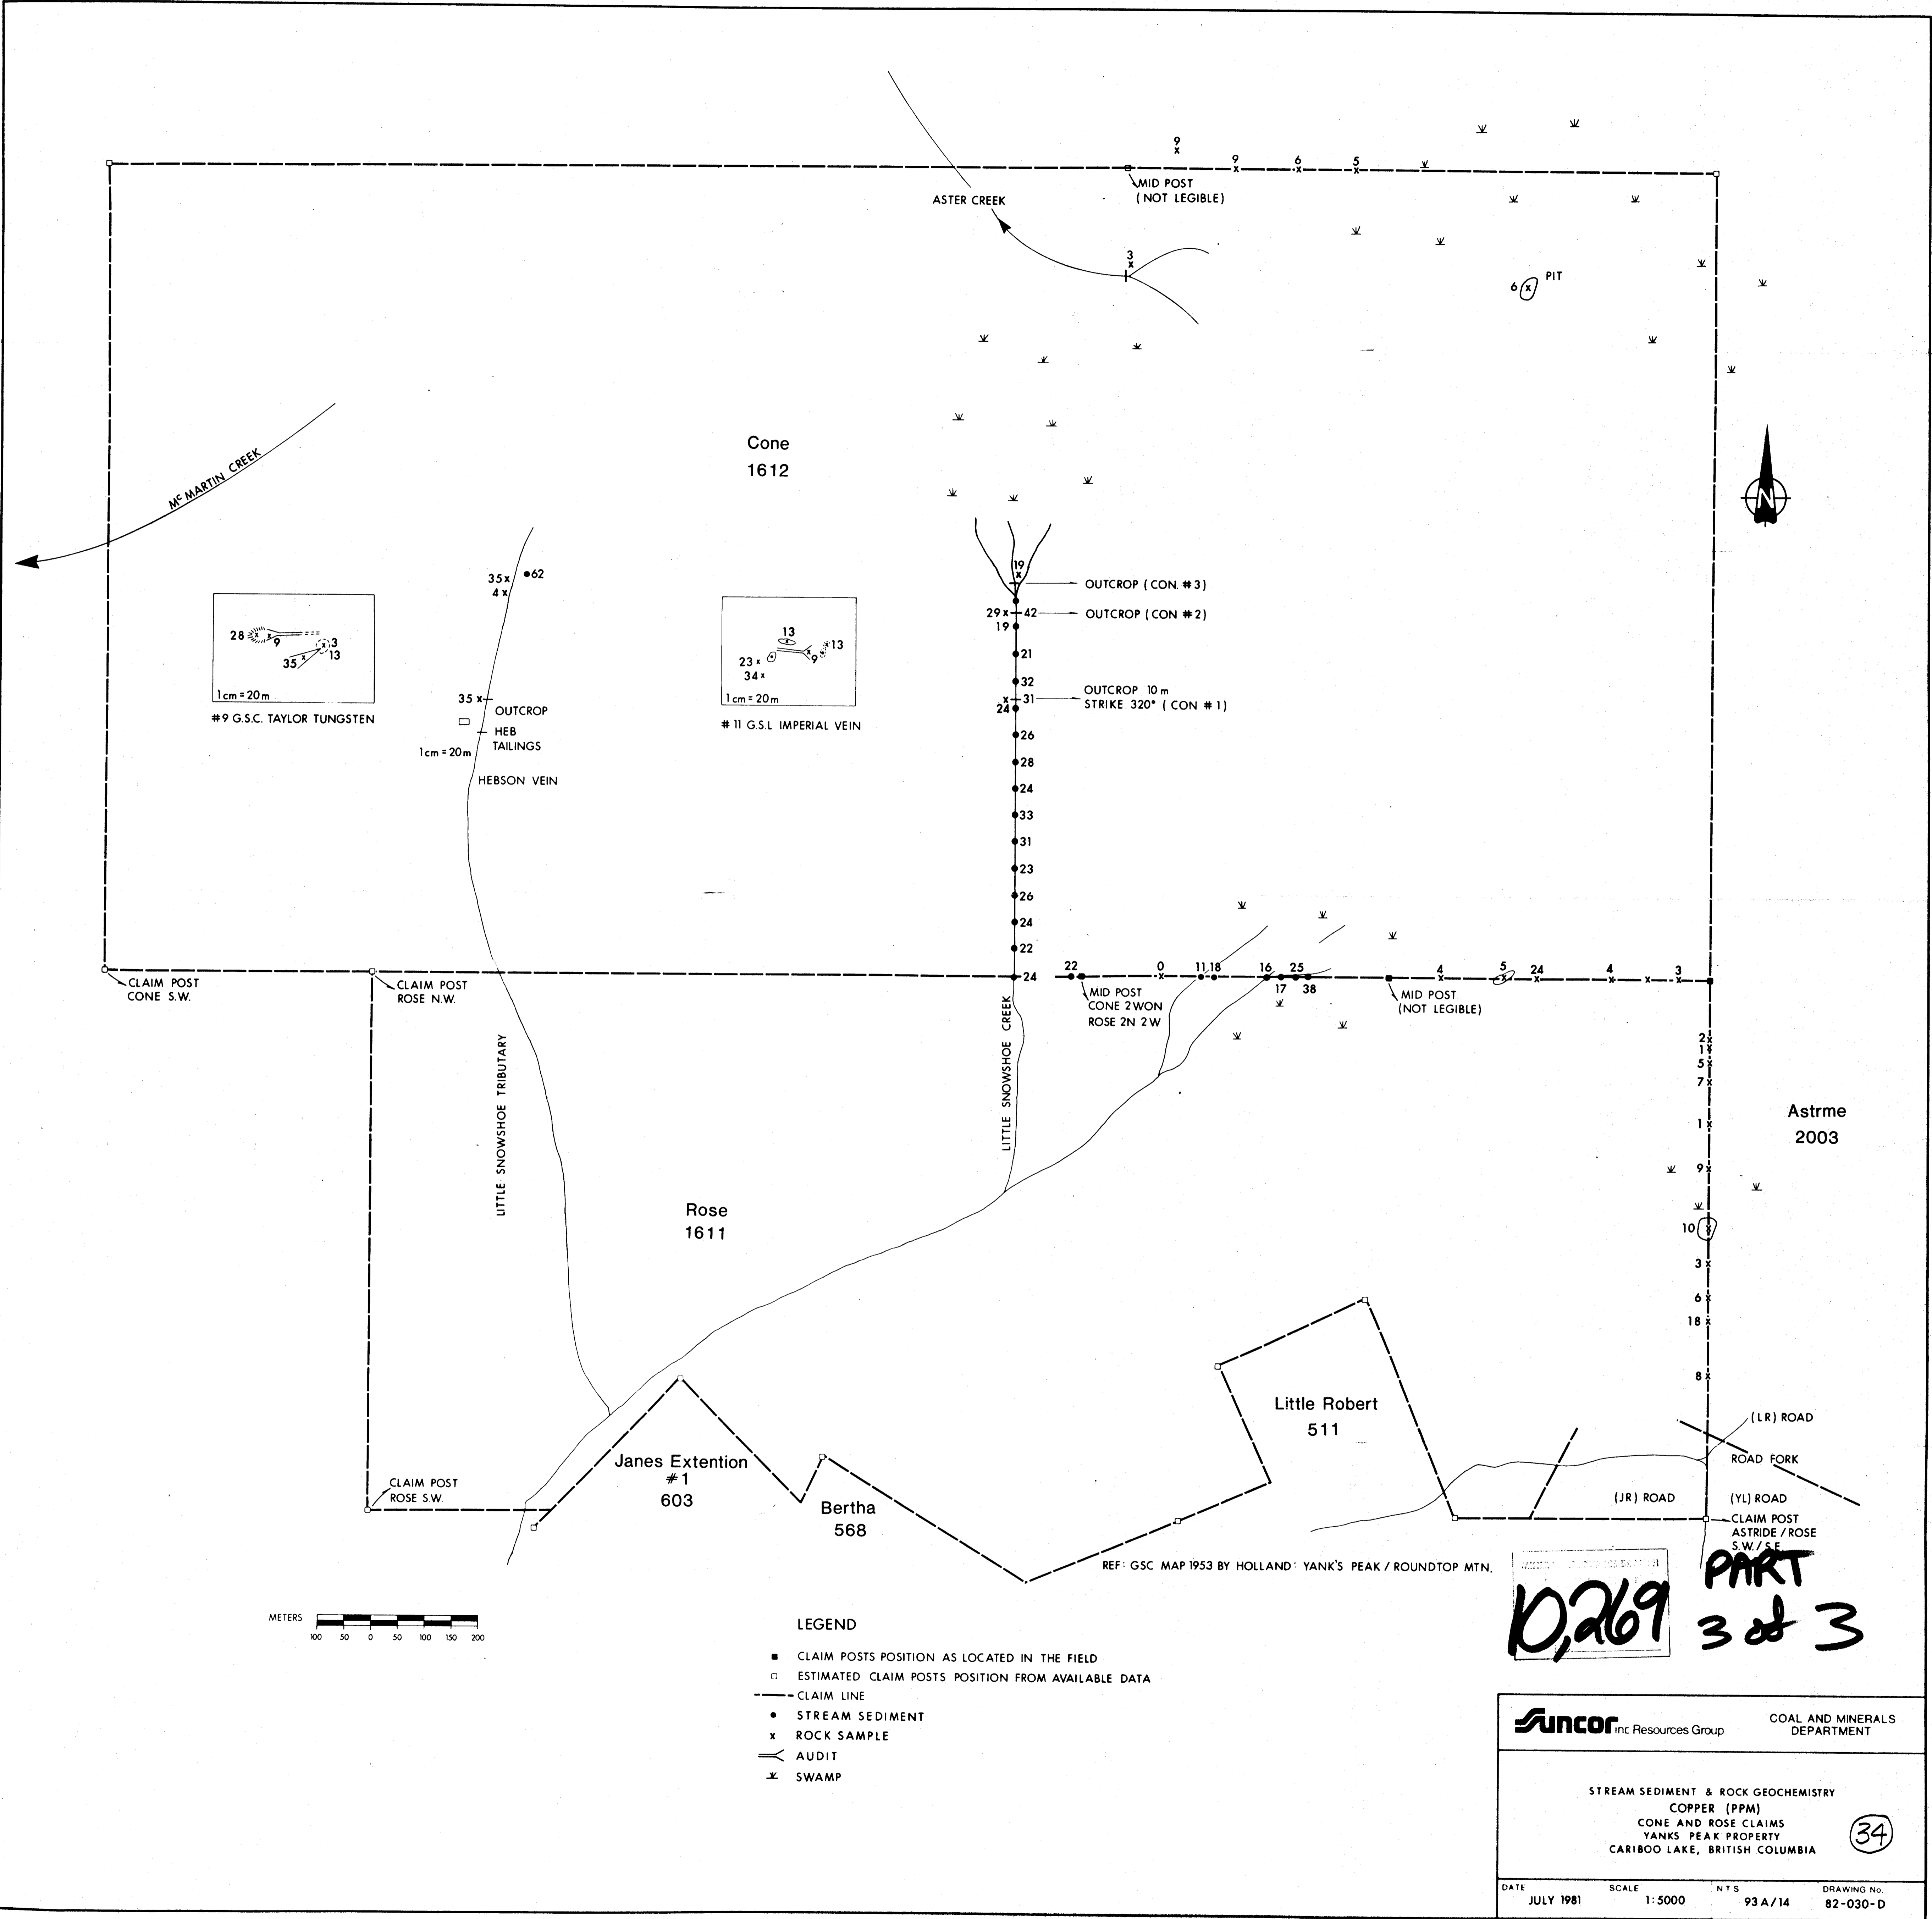 9
9
6
5
MID POST
(NOT LEGIBLE)
ASTER CREEK
3
6
PIT
Cone
1612
Mc MARTIN CREEK
N
35
62
4
19
OUTCROP (CON. #3)
29
42
OUTCROP (CON #2)
19
21
32
31
OUTCROP 10 m
STRIKE 320° (CON #1)
24
26
28
24
33
31
23
26
24
22
24
28
9
3
13
35
1cm = 20m
#9 G.S.C. TAYLOR TUNGSTEN
35
OUTCROP
HEB
TAILINGS
1cm = 20m
HEBSON VEIN
13
13
23
9
34
1cm = 20m
# 11 G.S.L IMPERIAL VEIN
CLAIM POST
CONE S.W.
CLAIM POST
ROSE N.W.
22
0
11
18
16
25
17
38
4
5
24
4
3
MID POST
CONE 2WON
ROSE 2N 2W
MID POST
(NOT LEGIBLE)
LITTLE SNOWSHOE TRIBUTARY
LITTLE SNOWSHOE CREEK
2
1
5
7
1
9
10
3
6
18
8
Astrme
2003
Rose
1611
Little Robert
511
Janes Extention
#1
603
Bertha
568
CLAIM POST
ROSE S.W.
(LR) ROAD
ROAD FORK
(JR) ROAD
(YL) ROAD
CLAIM POST
ASTRIDE / ROSE
S.W. / S.E.
REF: GSC MAP 1953 BY HOLLAND: YANK'S PEAK / ROUNDTOP MTN.
10,269
PART
3 of 3
METERS
100 50 0 50 100 150 200
LEGEND
CLAIM POSTS POSITION AS LOCATED IN THE FIELD
ESTIMATED CLAIM POSTS POSITION FROM AVAILABLE DATA
CLAIM LINE
STREAM SEDIMENT
x ROCK SAMPLE
AUDIT
SWAMP
Suncor Inc Resources Group
COAL AND MINERALS
DEPARTMENT
STREAM SEDIMENT & ROCK GEOCHEMISTRY
COPPER (PPM)
CONE AND ROSE CLAIMS
YANKS PEAK PROPERTY
CARIBOO LAKE, BRITISH COLUMBIA
34
DATE
JULY 1981
SCALE
1:5000
N T S
93 A/14
DRAWING No.
82-030-D